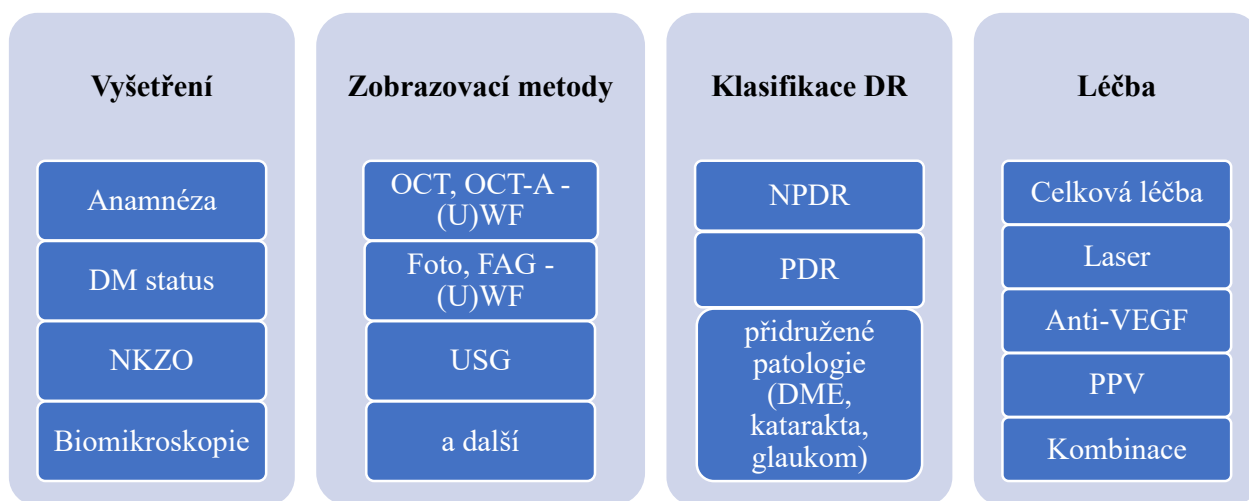 Vyšetření
Anamnéza
DM status
NKZO
Biomikroskopie
Zobrazovací metody
OCT, OCT-A -
(U)WF
Foto, FAG -
(U)WF
USG
a další
Klasifikace DR
NPDR
PDR
přidružené
patologie
(DME,
katarakta,
glaukom)
Léčba
Celková léčba
Laser
Anti-VEGF
PPV
Kombinace